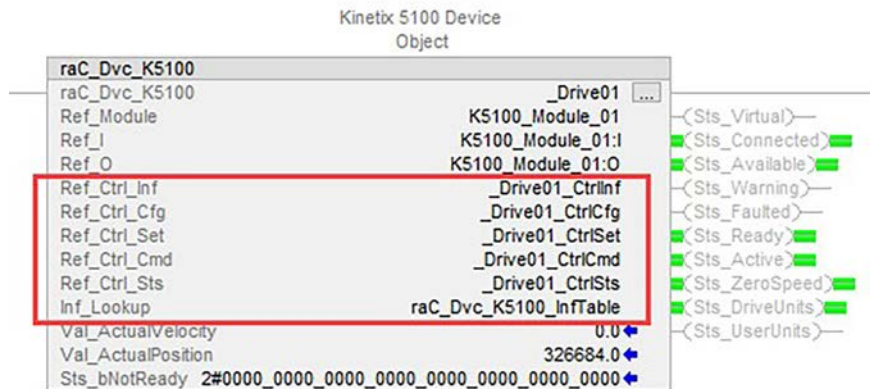 Kinetix 5100 Device
Object
raC_Dvc_K5100
raC_Dvc_K5100 _Drive01 ...
Ref_Module K5100_Module_01 (Sts_Virtual)
Ref_I K5100_Module_01:I (Sts_Connected)
Ref_O K5100_Module_01:O (Sts_Available)
Ref_Ctrl_Inf _Drive01_CtrlInf (Sts_Warning)
Ref_Ctrl_Cfg _Drive01_CtrlCfg (Sts_Faulted)
Ref_Ctrl_Set _Drive01_CtrlSet (Sts_Ready)
Ref_Ctrl_Cmd _Drive01_CtrlCmd (Sts_Active)
Ref_Ctrl_Sts _Drive01_CtrlSts (Sts_ZeroSpeed)
Inf_Lookup raC_Dvc_K5100_InfTable (Sts_DriveUnits)
Val_ActualVelocity 0.0 (Sts_UserUnits)
Val_ActualPosition 326684.0
Sts_bNotReady 2#0000_0000_0000_0000_0000_0000_0000_0000